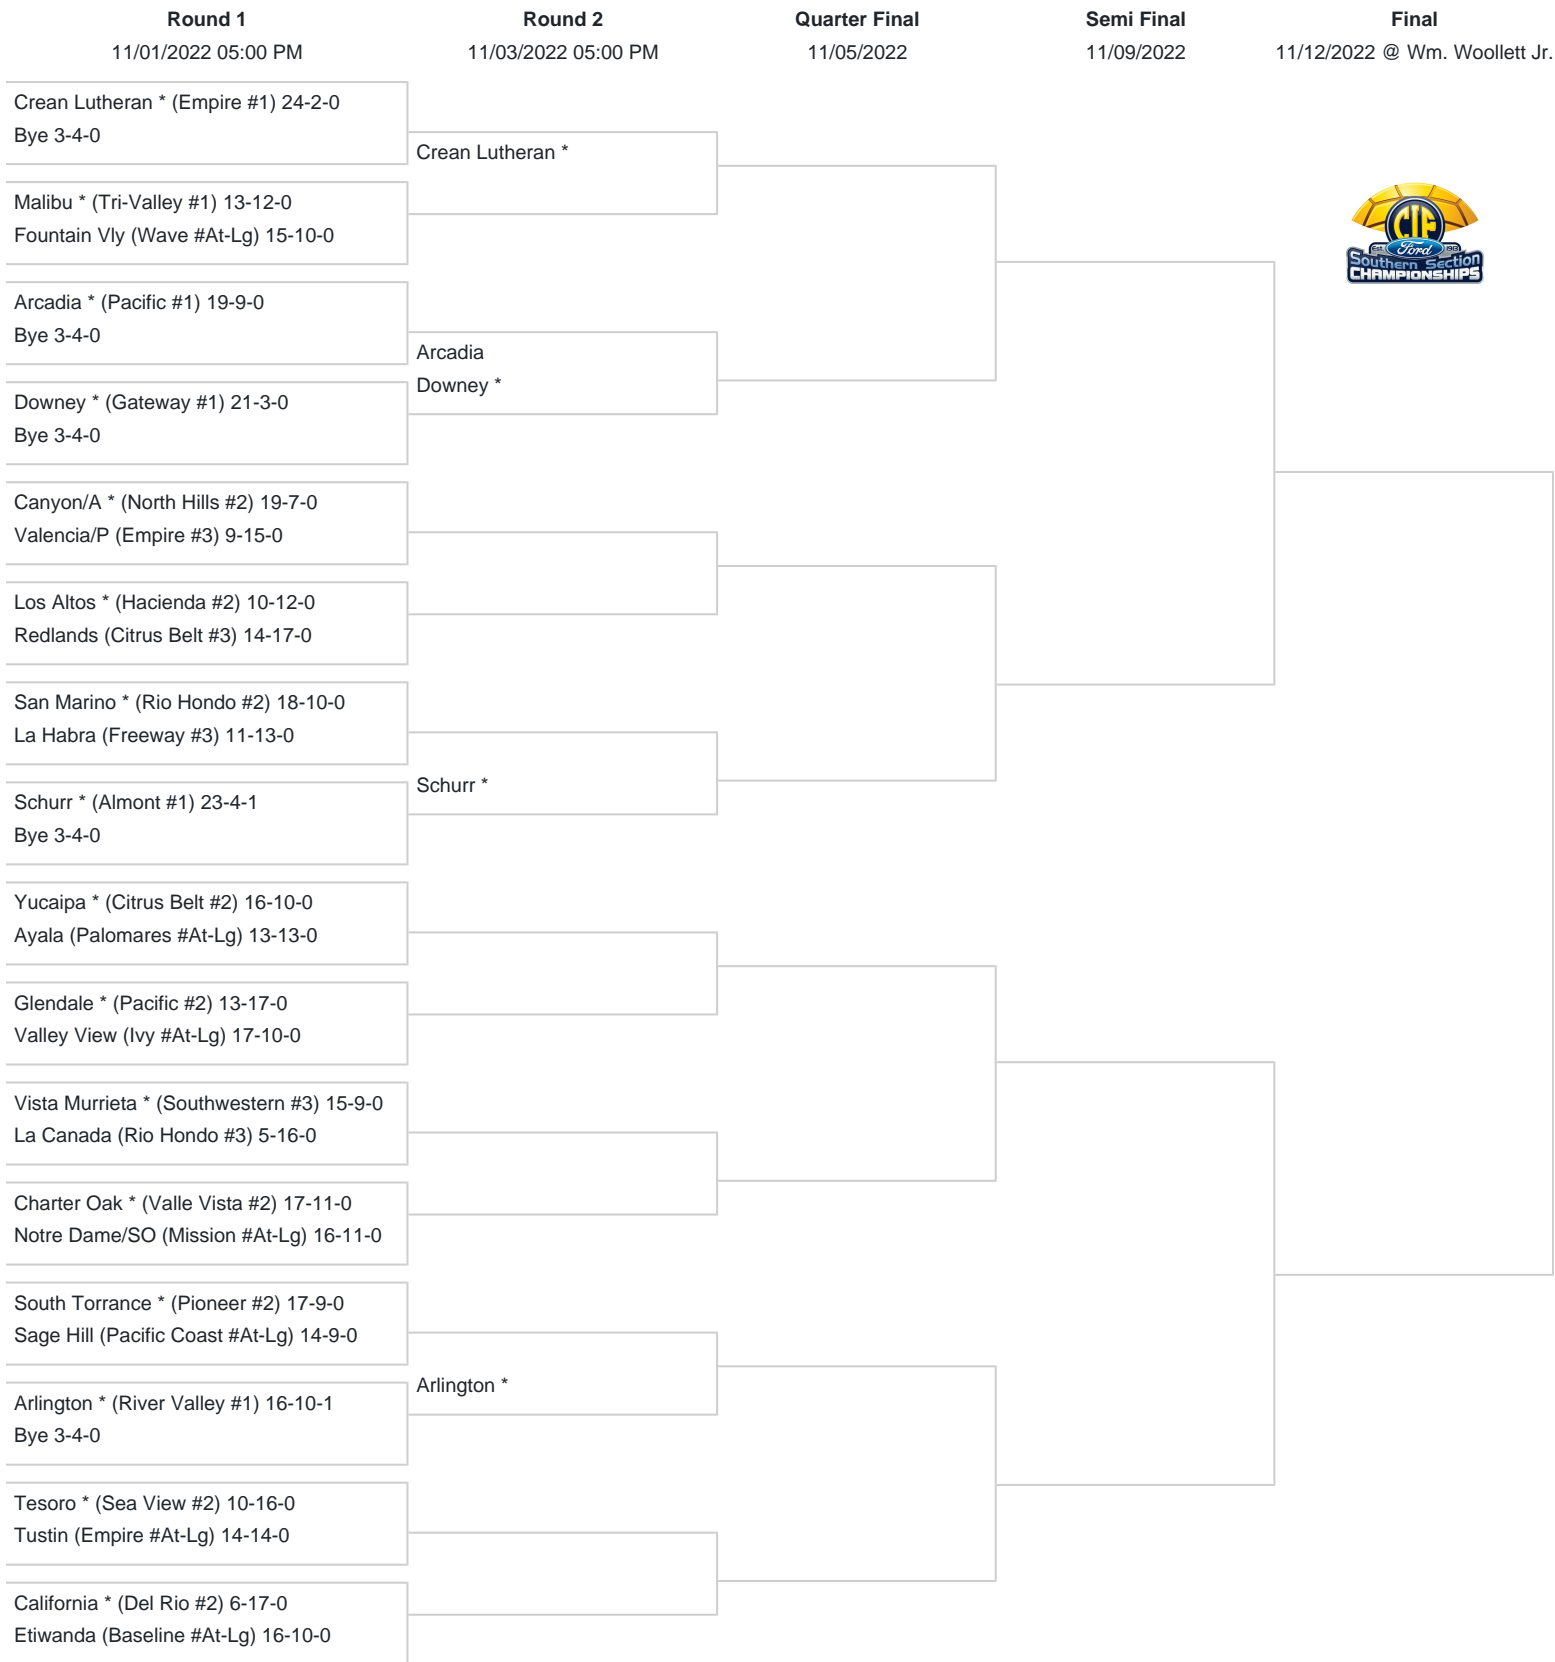 Round 1
Round 2
Quarter Final
Semi Final
Final
11/01/2022 05:00 PM
11/03/2022 05:00 PM
11/05/2022
11/09/2022
11/12/2022 @ Wm. Woollett Jr.
Crean Lutheran * (Empire #1) 24-2-0
Bye 3-4-0
Malibu * (Tri-Valley #1) 13-12-0
Fountain Vly (Wave #At-Lg) 15-10-0
Arcadia * (Pacific #1) 19-9-0
Bye 3-4-0
Downey * (Gateway #1) 21-3-0
Bye 3-4-0
Canyon/A * (North Hills #2) 19-7-0
Valencia/P (Empire #3) 9-15-0
Los Altos * (Hacienda #2) 10-12-0
Redlands (Citrus Belt #3) 14-17-0
San Marino * (Rio Hondo #2) 18-10-0
La Habra (Freeway #3) 11-13-0
Schurr * (Almont #1) 23-4-1
Bye 3-4-0
Yucaipa * (Citrus Belt #2) 16-10-0
Ayala (Palomares #At-Lg) 13-13-0
Glendale * (Pacific #2) 13-17-0
Valley View (Ivy #At-Lg) 17-10-0
Vista Murrieta * (Southwestern #3) 15-9-0
La Canada (Rio Hondo #3) 5-16-0
Charter Oak * (Valle Vista #2) 17-11-0
Notre Dame/SO (Mission #At-Lg) 16-11-0
South Torrance * (Pioneer #2) 17-9-0
Sage Hill (Pacific Coast #At-Lg) 14-9-0
Arlington * (River Valley #1) 16-10-1
Bye 3-4-0
Tesoro * (Sea View #2) 10-16-0
Tustin (Empire #At-Lg) 14-14-0
California * (Del Rio #2) 6-17-0
Etiwanda (Baseline #At-Lg) 16-10-0
Crean Lutheran *
Arcadia
Downey *
Schurr *
Arlington *
CIF
Est.
Ford
Southern Section
CHAMPIONSHIPS